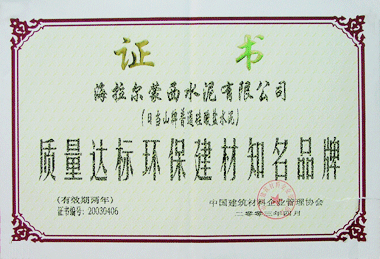 证 书
海拉尔蒙西水泥有限公司
(日当山牌普通硅酸盐水泥)
质量达标环保建材知名品牌
(有效期两年)
证书编号: 20030406
中国建筑材料企业管理协会
二零零三年四月